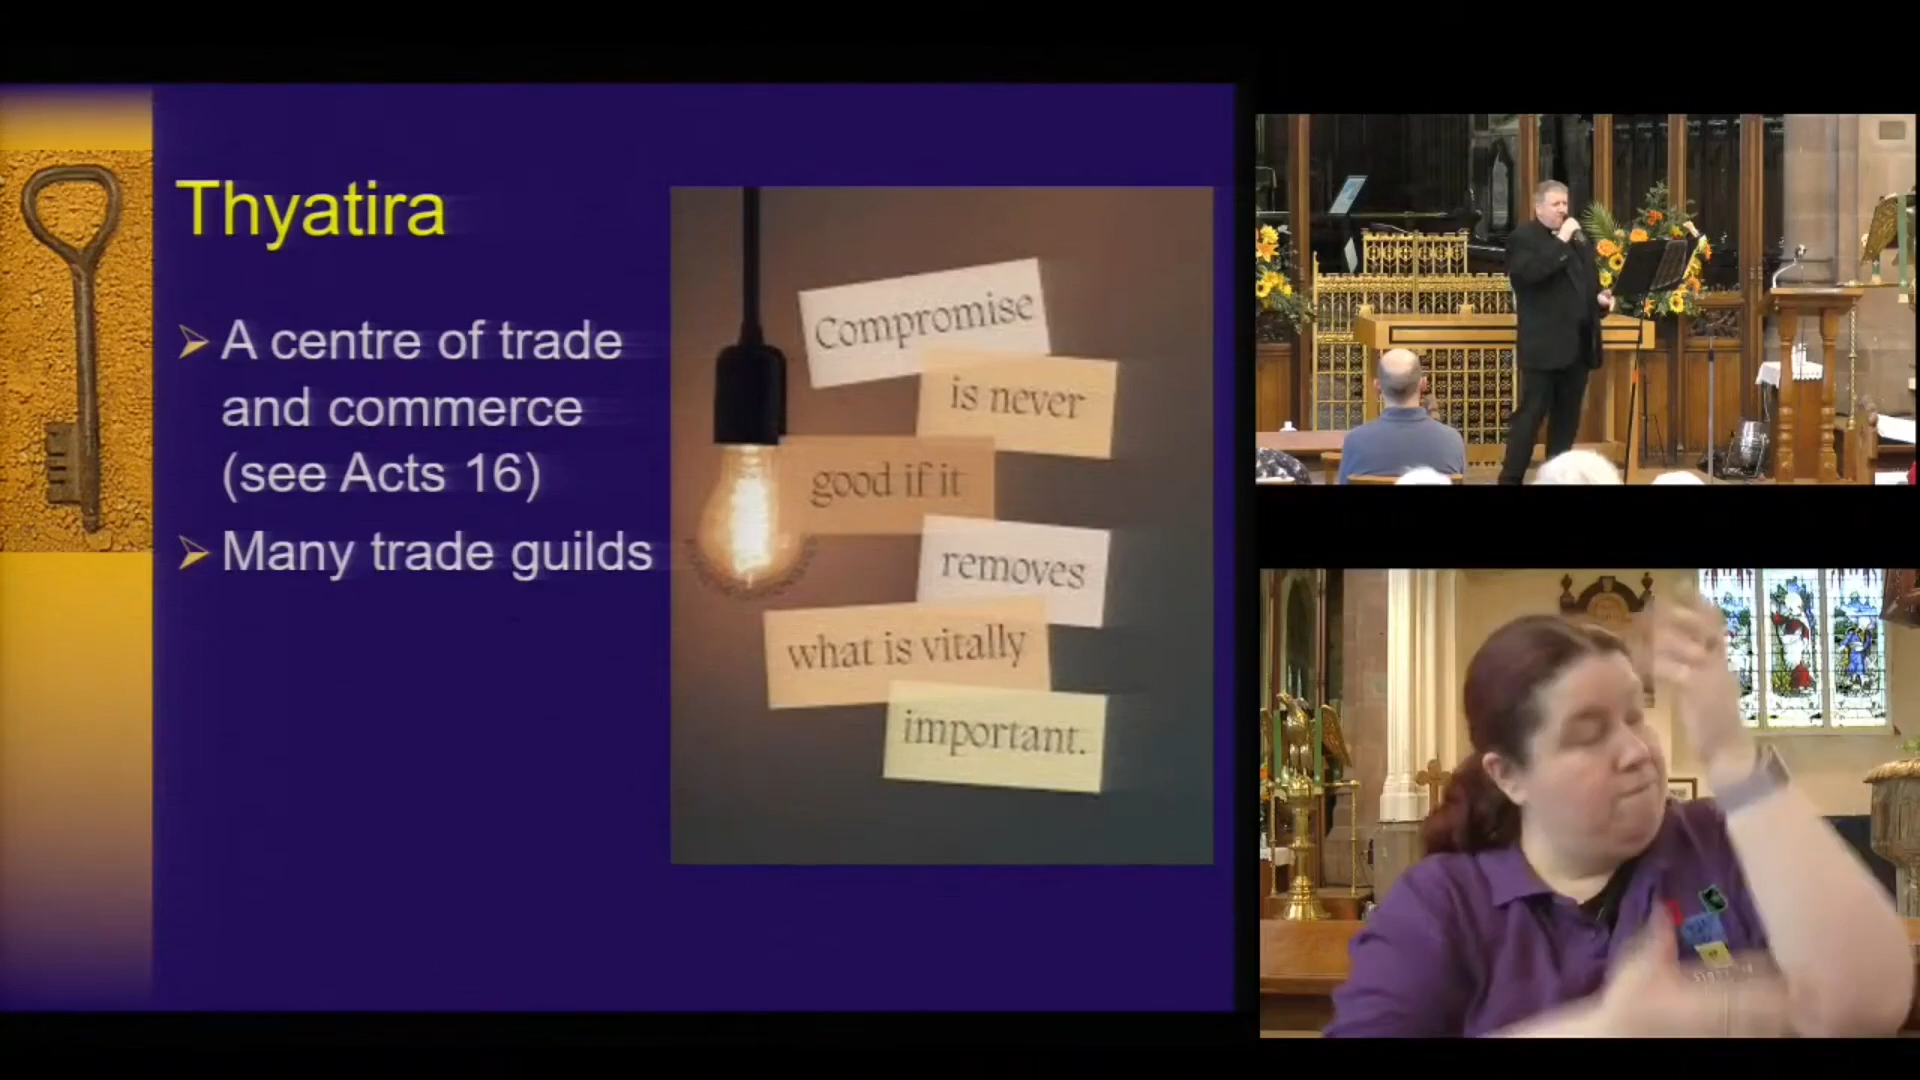 Thyatira
A centre of trade
and commerce
(see Acts 16)
Many trade guilds
Compromise
is never
good if it
removes
what is vitally
important.